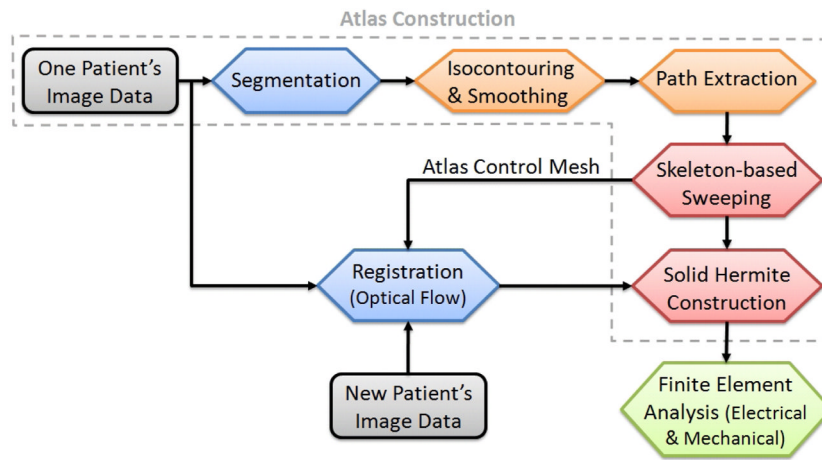 Atlas Construction
One Patient's
Image Data
Segmentation
Isocontouring
& Smoothing
Path Extraction
Atlas Control Mesh
Skeleton-based
Sweeping
Registration
(Optical Flow)
Solid Hermite
Construction
New Patient's
Image Data
Finite Element
Analysis (Electrical
& Mechanical)